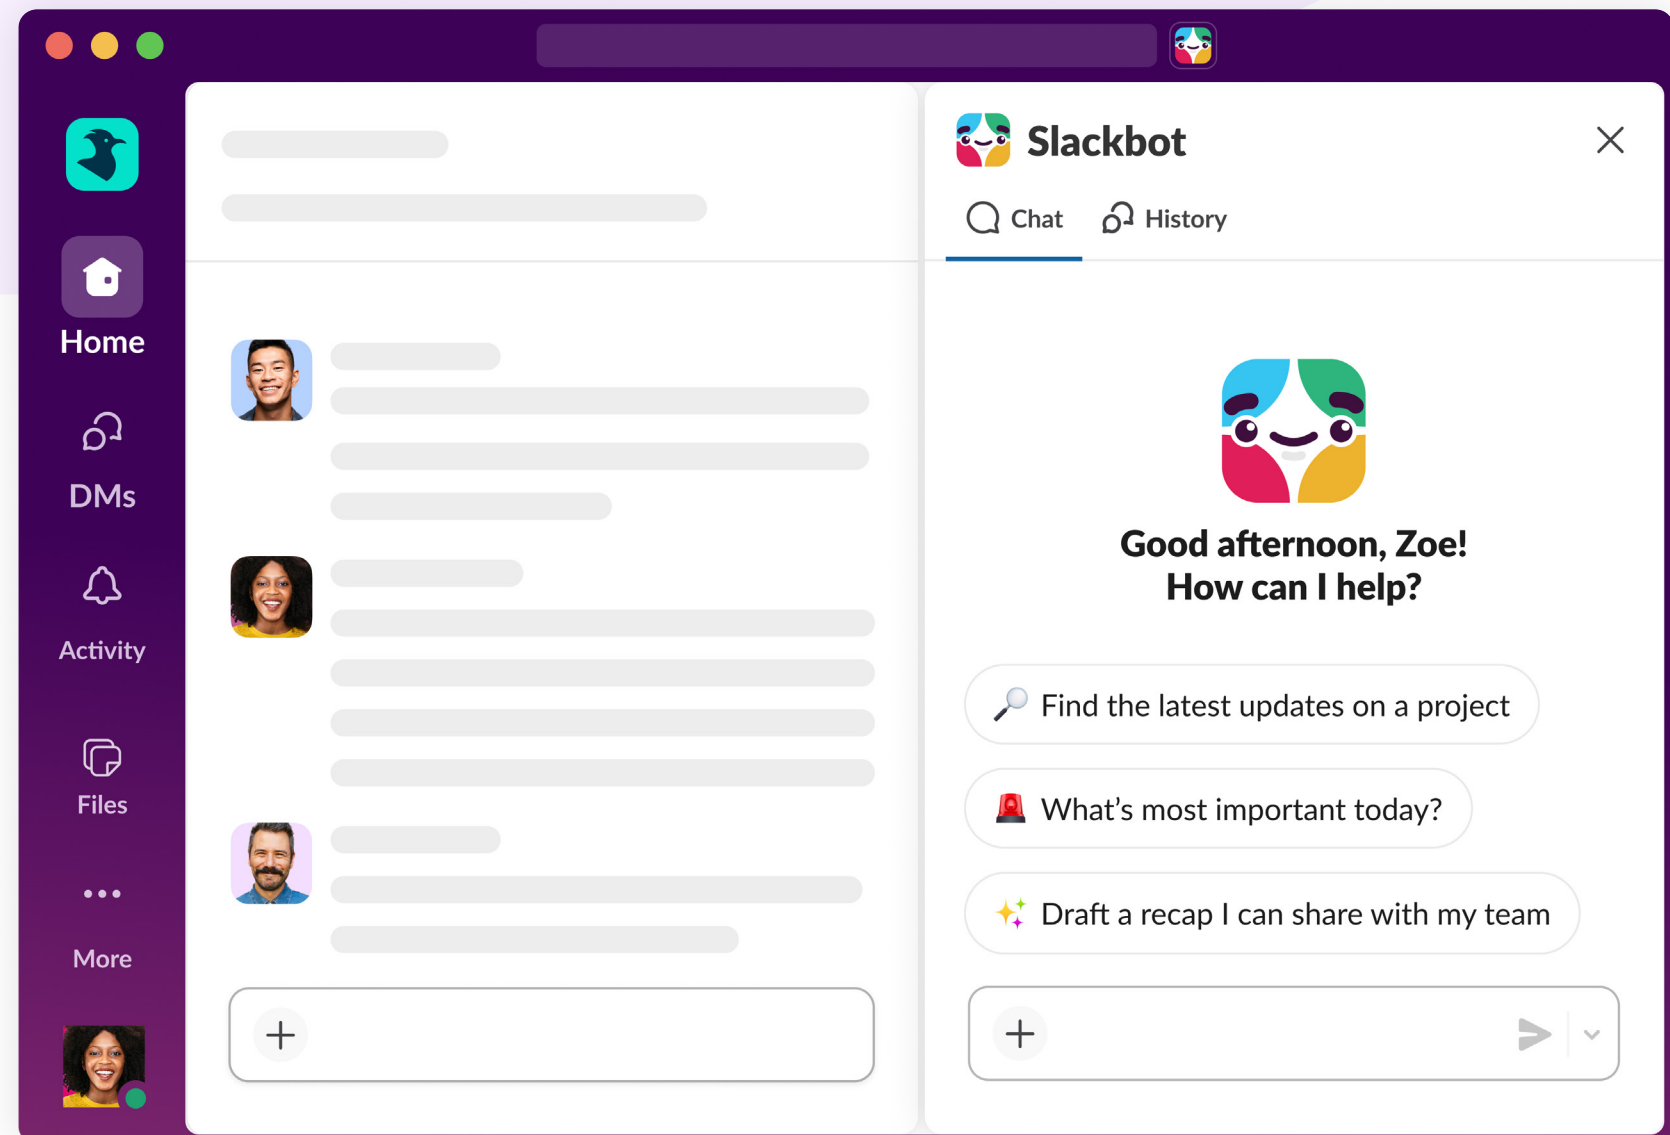 Home
DMs
Activity
Files
More
Slackbot
Chat
History
Good afternoon, Zoe!
How can I help?
Find the latest updates on a project
What’s most important today?
Draft a recap I can share with my team